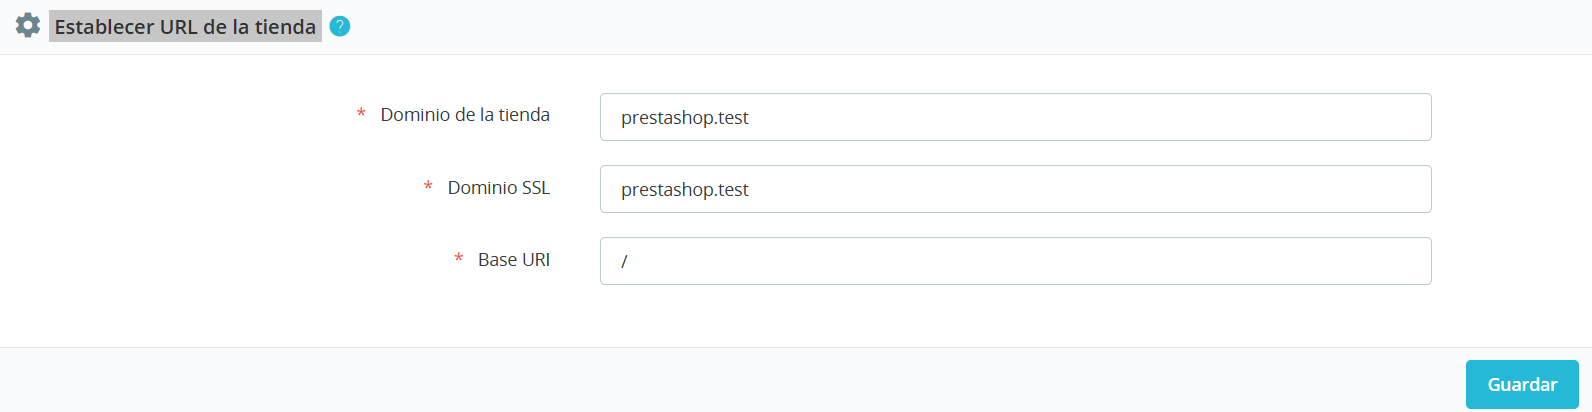 Establecer URL de la tienda ?
* Dominio de la tienda prestashop.test
* Dominio SSL prestashop.test
* Base URI /
Guardar